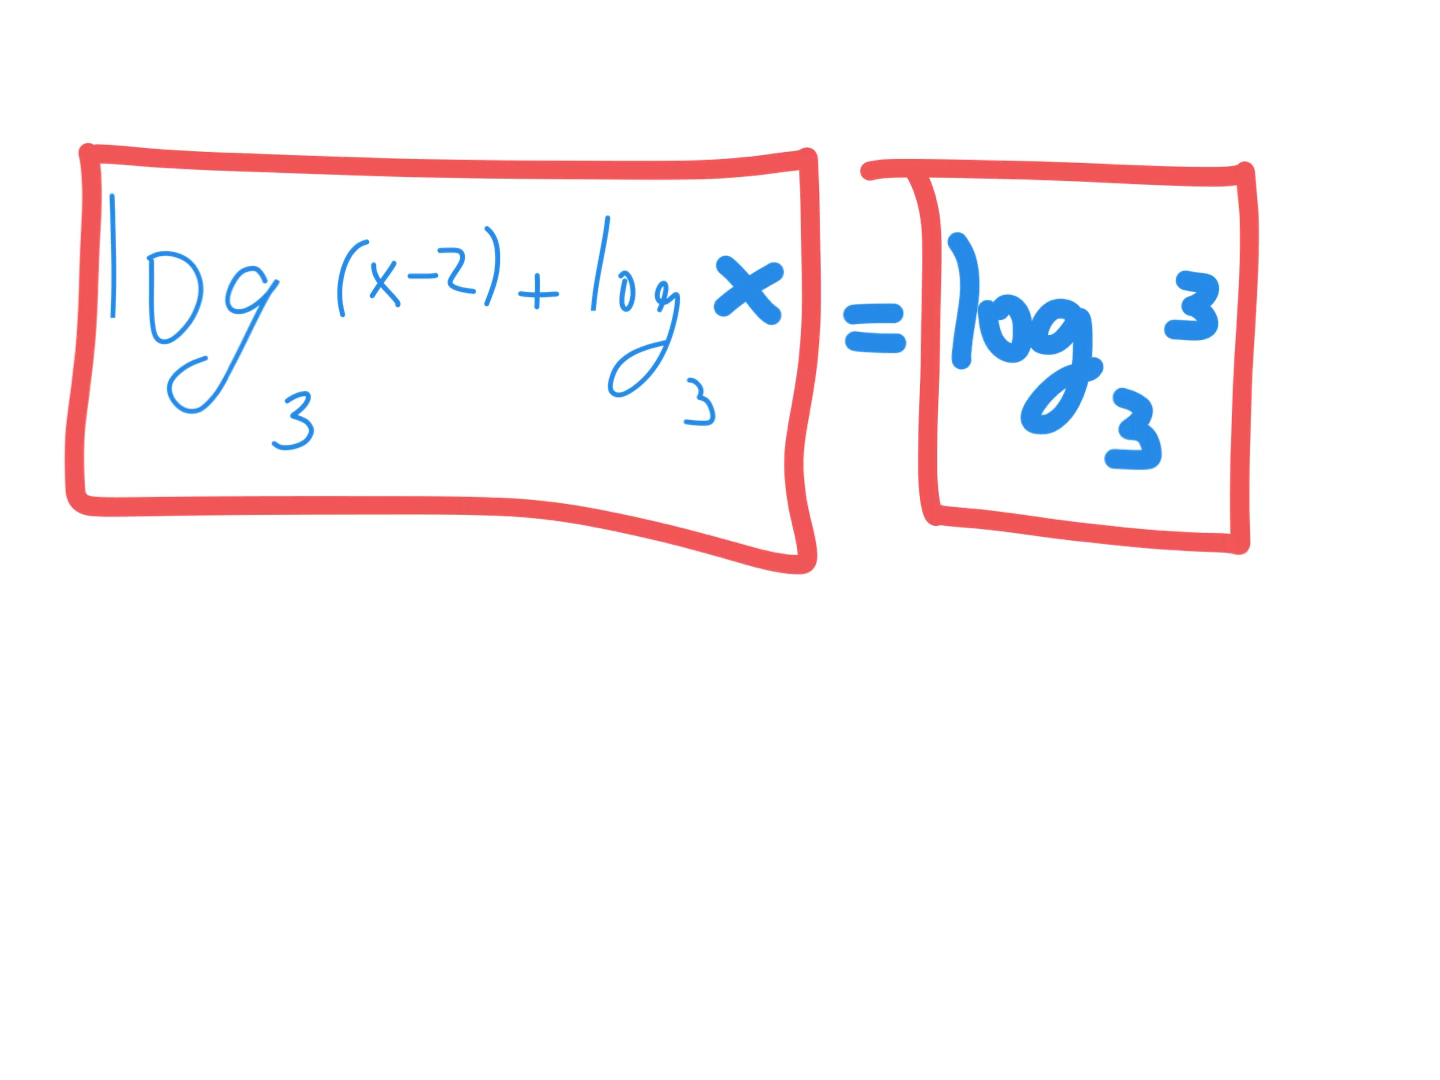 log₃ (x-2) + log₃ x = log₃ 3